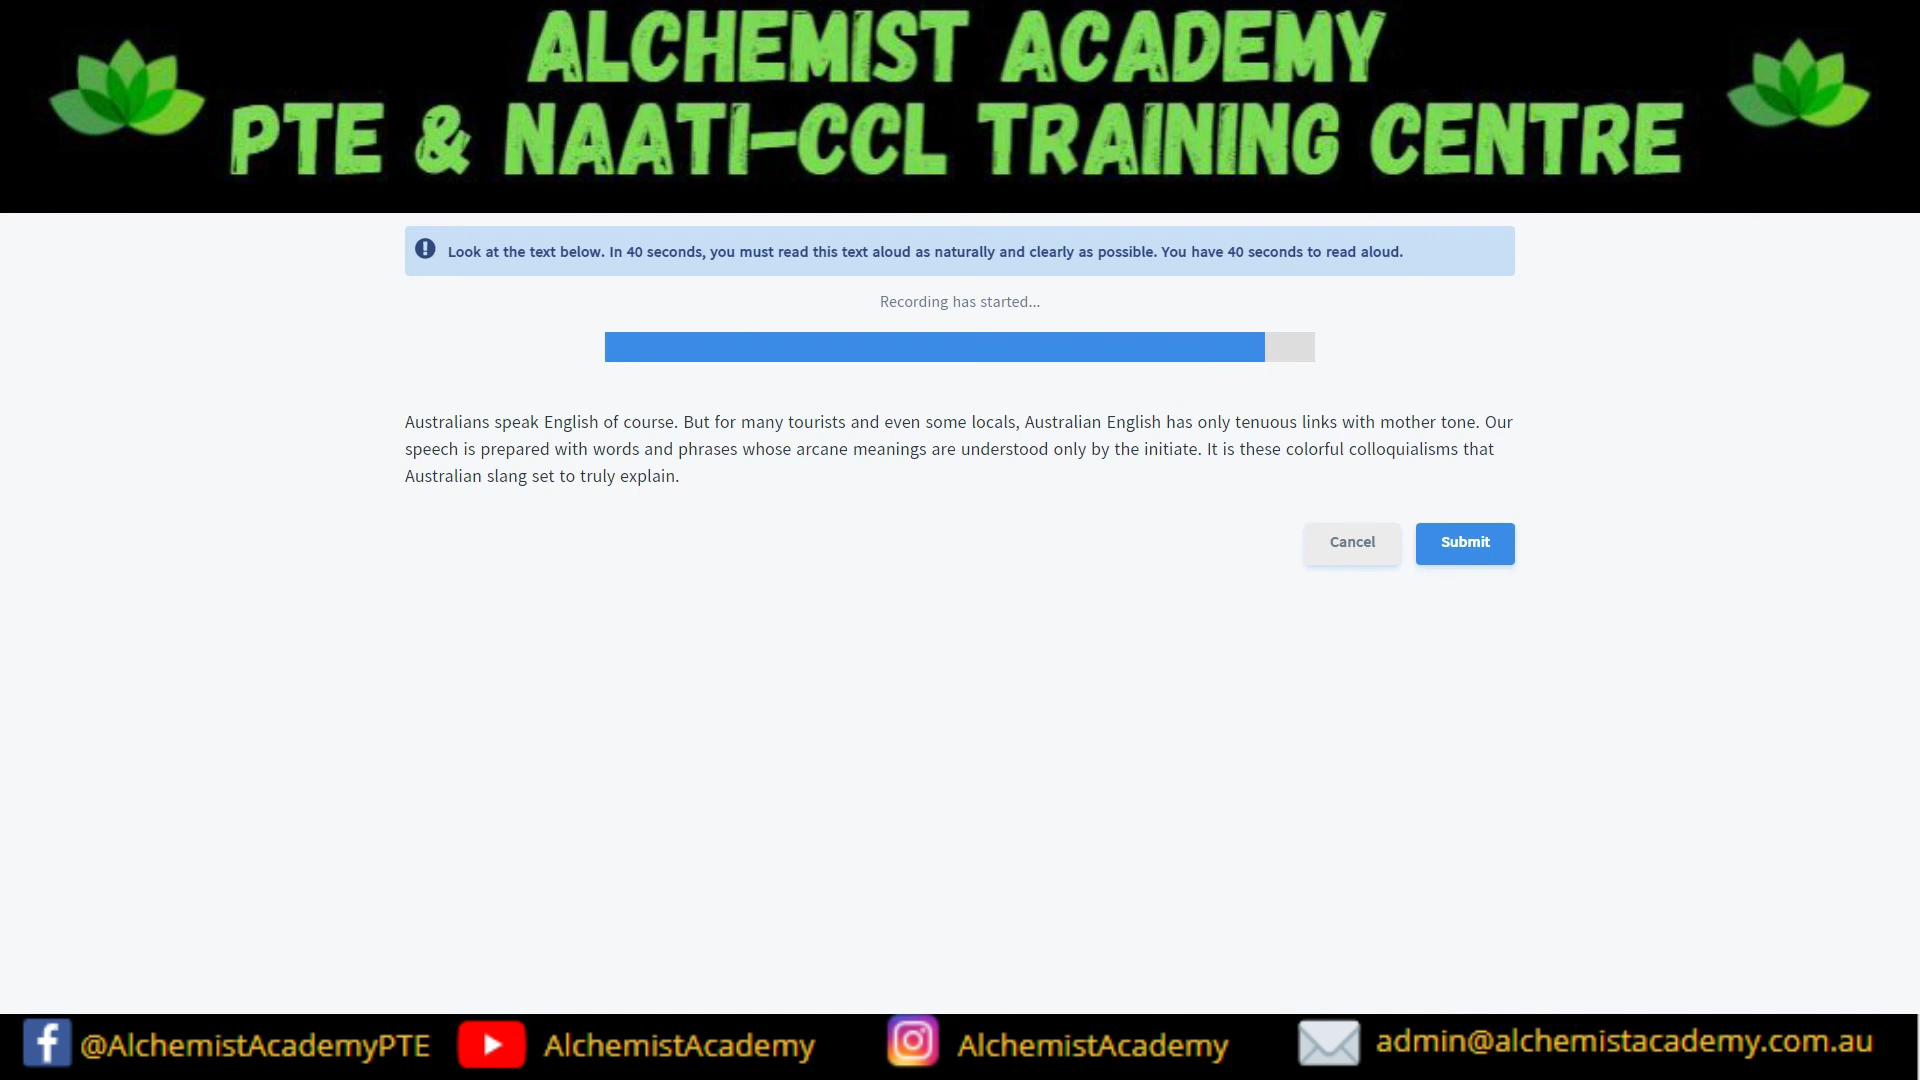 ALCHEMIST ACADEMY
PTE & NAATI-CCL TRAINING CENTRE
Look at the text below. In 40 seconds, you must read this text aloud as naturally and clearly as possible. You have 40 seconds to read aloud.
Recording has started...
Australians speak English of course. But for many tourists and even some locals, Australian English has only tenuous links with mother tone. Our
speech is prepared with words and phrases whose arcane meanings are understood only by the initiate. It is these colorful colloquialisms that
Australian slang set to truly explain.
Cancel Submit
@AlchemistAcademyPTE AlchemistAcademy AlchemistAcademy admin@alchemistacademy.com.au